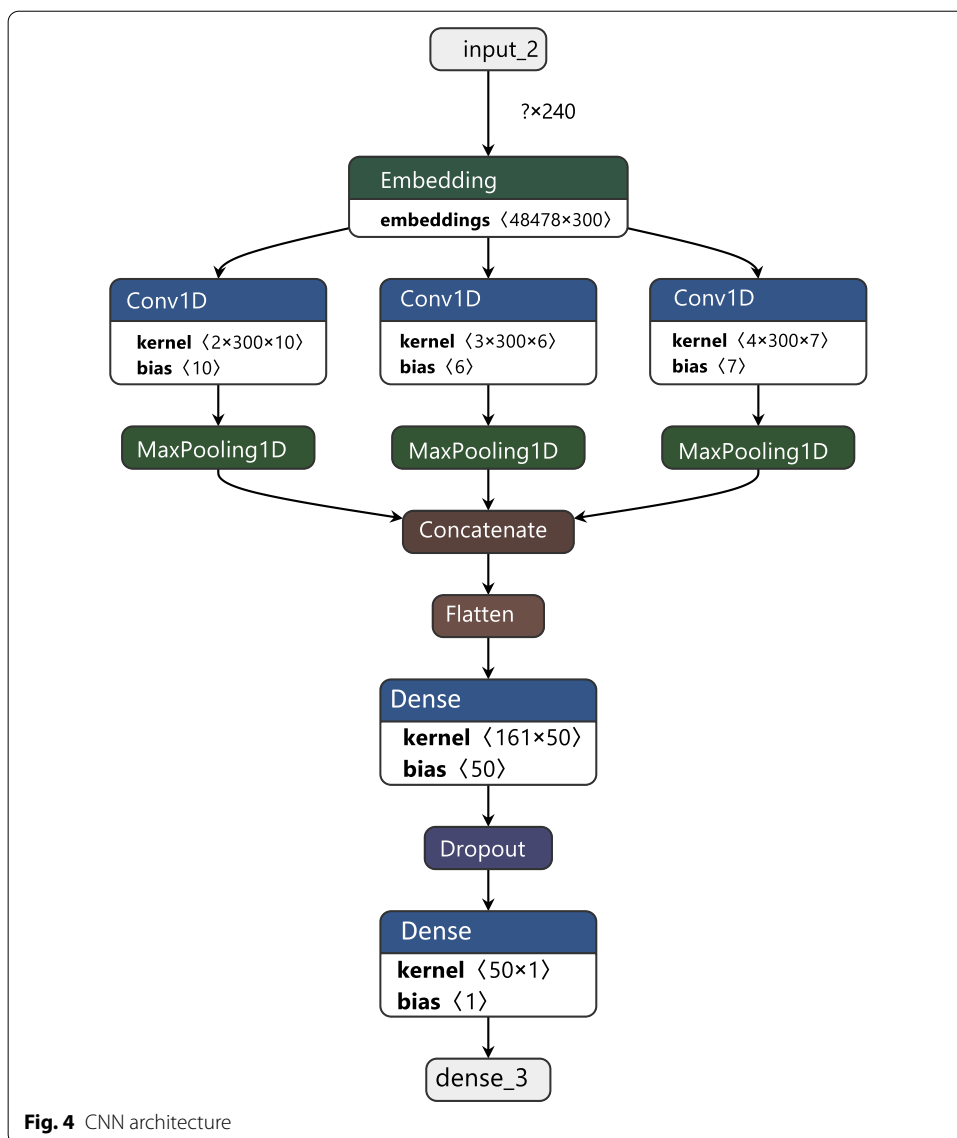 input_2
?×240
Embedding
embeddings 〈48478×300〉
Conv1D
kernel 〈2×300×10〉
bias 〈10〉
Conv1D
kernel 〈3×300×6〉
bias 〈6〉
Conv1D
kernel 〈4×300×7〉
bias 〈7〉
MaxPooling1D
MaxPooling1D
MaxPooling1D
Concatenate
Flatten
Dense
kernel 〈161×50〉
bias 〈50〉
Dropout
Dense
kernel 〈50×1〉
bias 〈1〉
dense_3
Fig. 4 CNN architecture